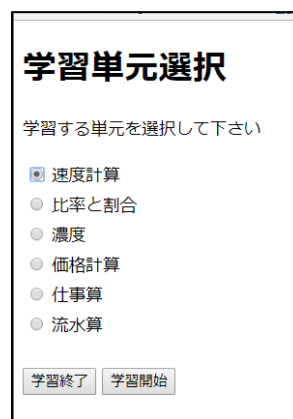 学習単元選択
学習する単元を選択して下さい
速度計算
比率と割合
濃度
価格計算
仕事算
流水算
学習終了 学習開始